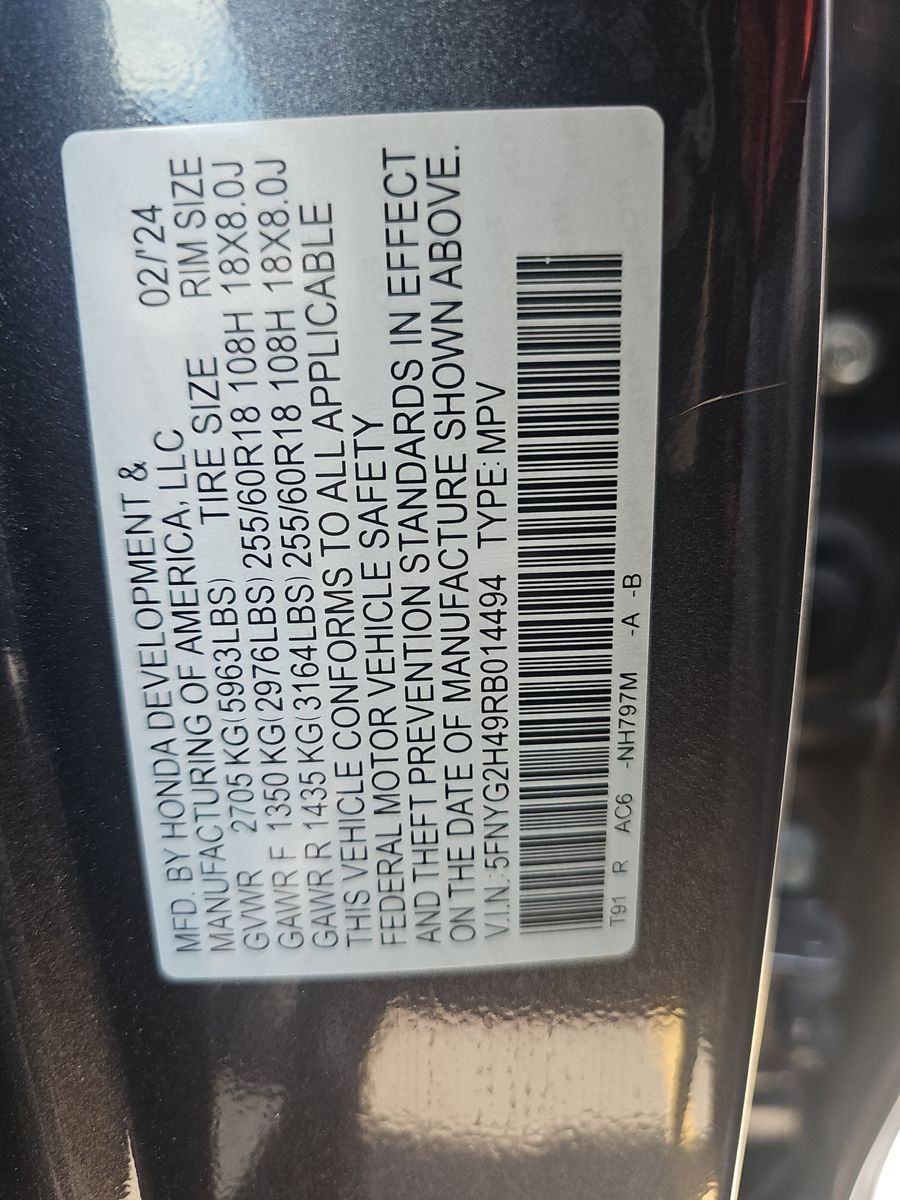 MFD. BY HONDA DEVELOPMENT & 02/'24
MANUFACTURING OF AMERICA, LLC
TIRE SIZE RIM SIZE
GVWR 2705 KG(5963LBS)
GAWR F 1350 KG(2976LBS) 255/60R18 108H 18X8.0J
GAWR R 1435 KG(3164LBS) 255/60R18 108H 18X8.0J
THIS VEHICLE CONFORMS TO ALL APPLICABLE
FEDERAL MOTOR VEHICLE SAFETY
AND THEFT PREVENTION STANDARDS IN EFFECT
ON THE DATE OF MANUFACTURE SHOWN ABOVE.
V.I.N.:5FNYG2H49RB014494 TYPE:MPV
T91 R AC6 -NH797M -A -B